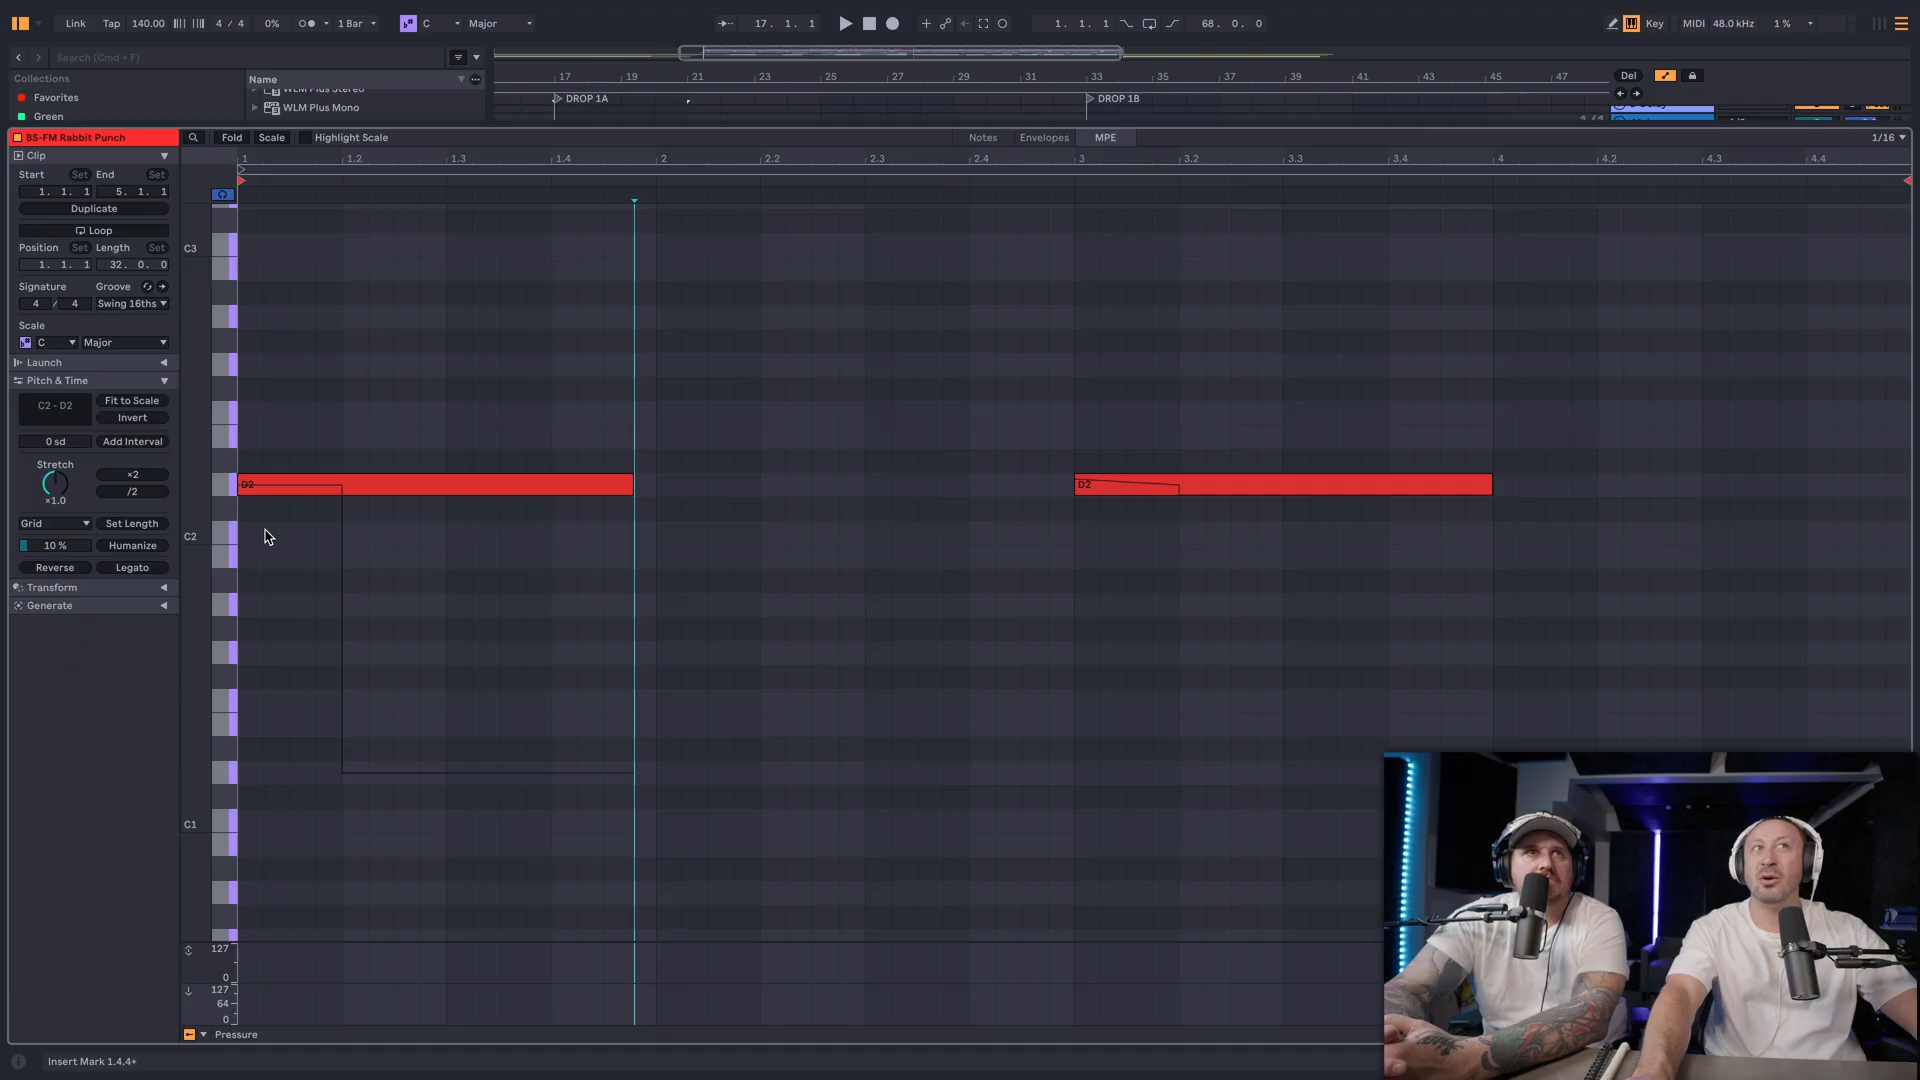 Link Tap 140.00 4 / 4 0% 1 Bar C Major 17. 1. 1 1. 1. 1 68. 0. 0 Key MIDI 48.0 kHz 1 %
Search (Cmd + F)
Collections Name 17 19 21 23 25 27 29 31 33 35 37 39 41 43 45 47 Del
WLM Plus Stereo
Favorites WLM Plus Mono DROP 1A DROP 1B
Green
BS-FM Rabbit Punch Fold Scale Highlight Scale Notes Envelopes MPE 1/16
Clip 1 1.2 1.3 1.4 2 2.2 2.3 2.4 3 3.2 3.3 3.4 4 4.2 4.3 4.4
Start Set End Set
1. 1. 1 5. 1. 1
Duplicate
Loop
Position Set Length Set C3
1. 1. 1 32. 0. 0
Signature Groove
4 / 4 Swing 16ths
Scale
C Major
Launch
Pitch & Time
C2 - D2 Fit to Scale
Invert
0 sd Add Interval
Stretch ×2
/2 D2 D2
×1.0
Grid Set Length
C2
10 % Humanize
Reverse Legato
Transform
Generate
C1
127
0
127
64
0
Pressure
Insert Mark 1.4.4+